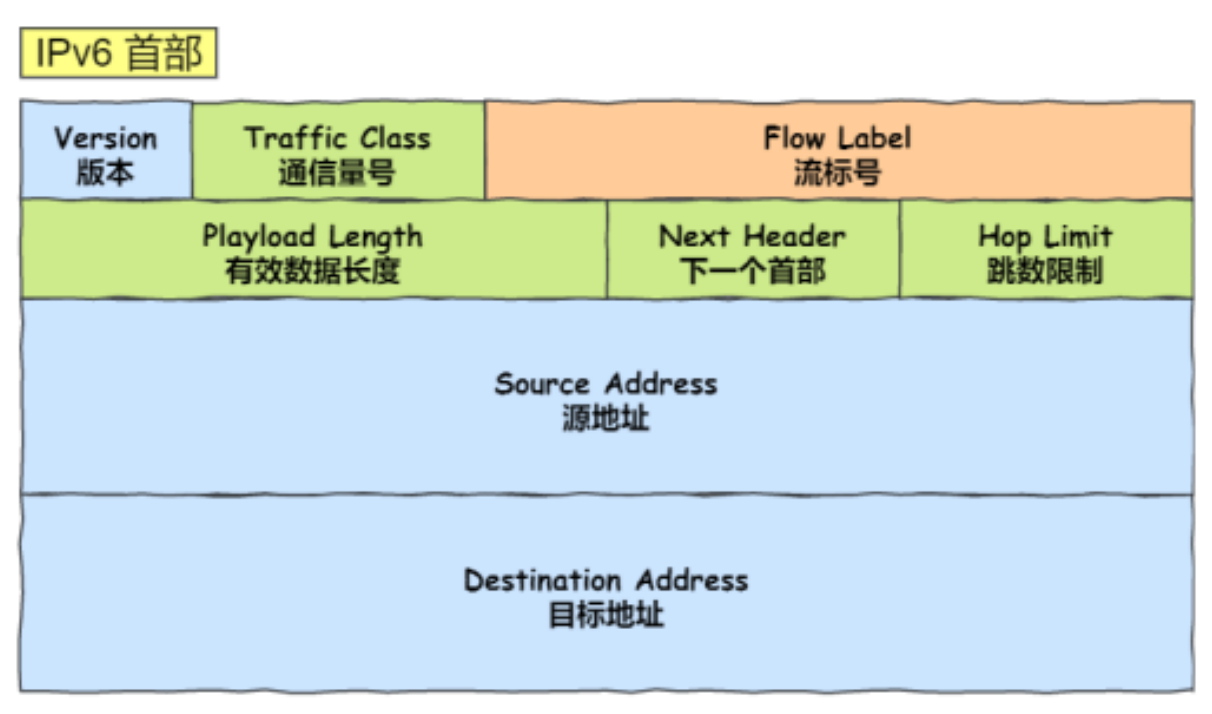 IPv6 首部
Version
版本
Traffic Class
通信量号
Flow Label
流标号
Playload Length
有效数据长度
Next Header
下一个首部
Hop Limit
跳数限制
Source Address
源地址
Destination Address
目标地址